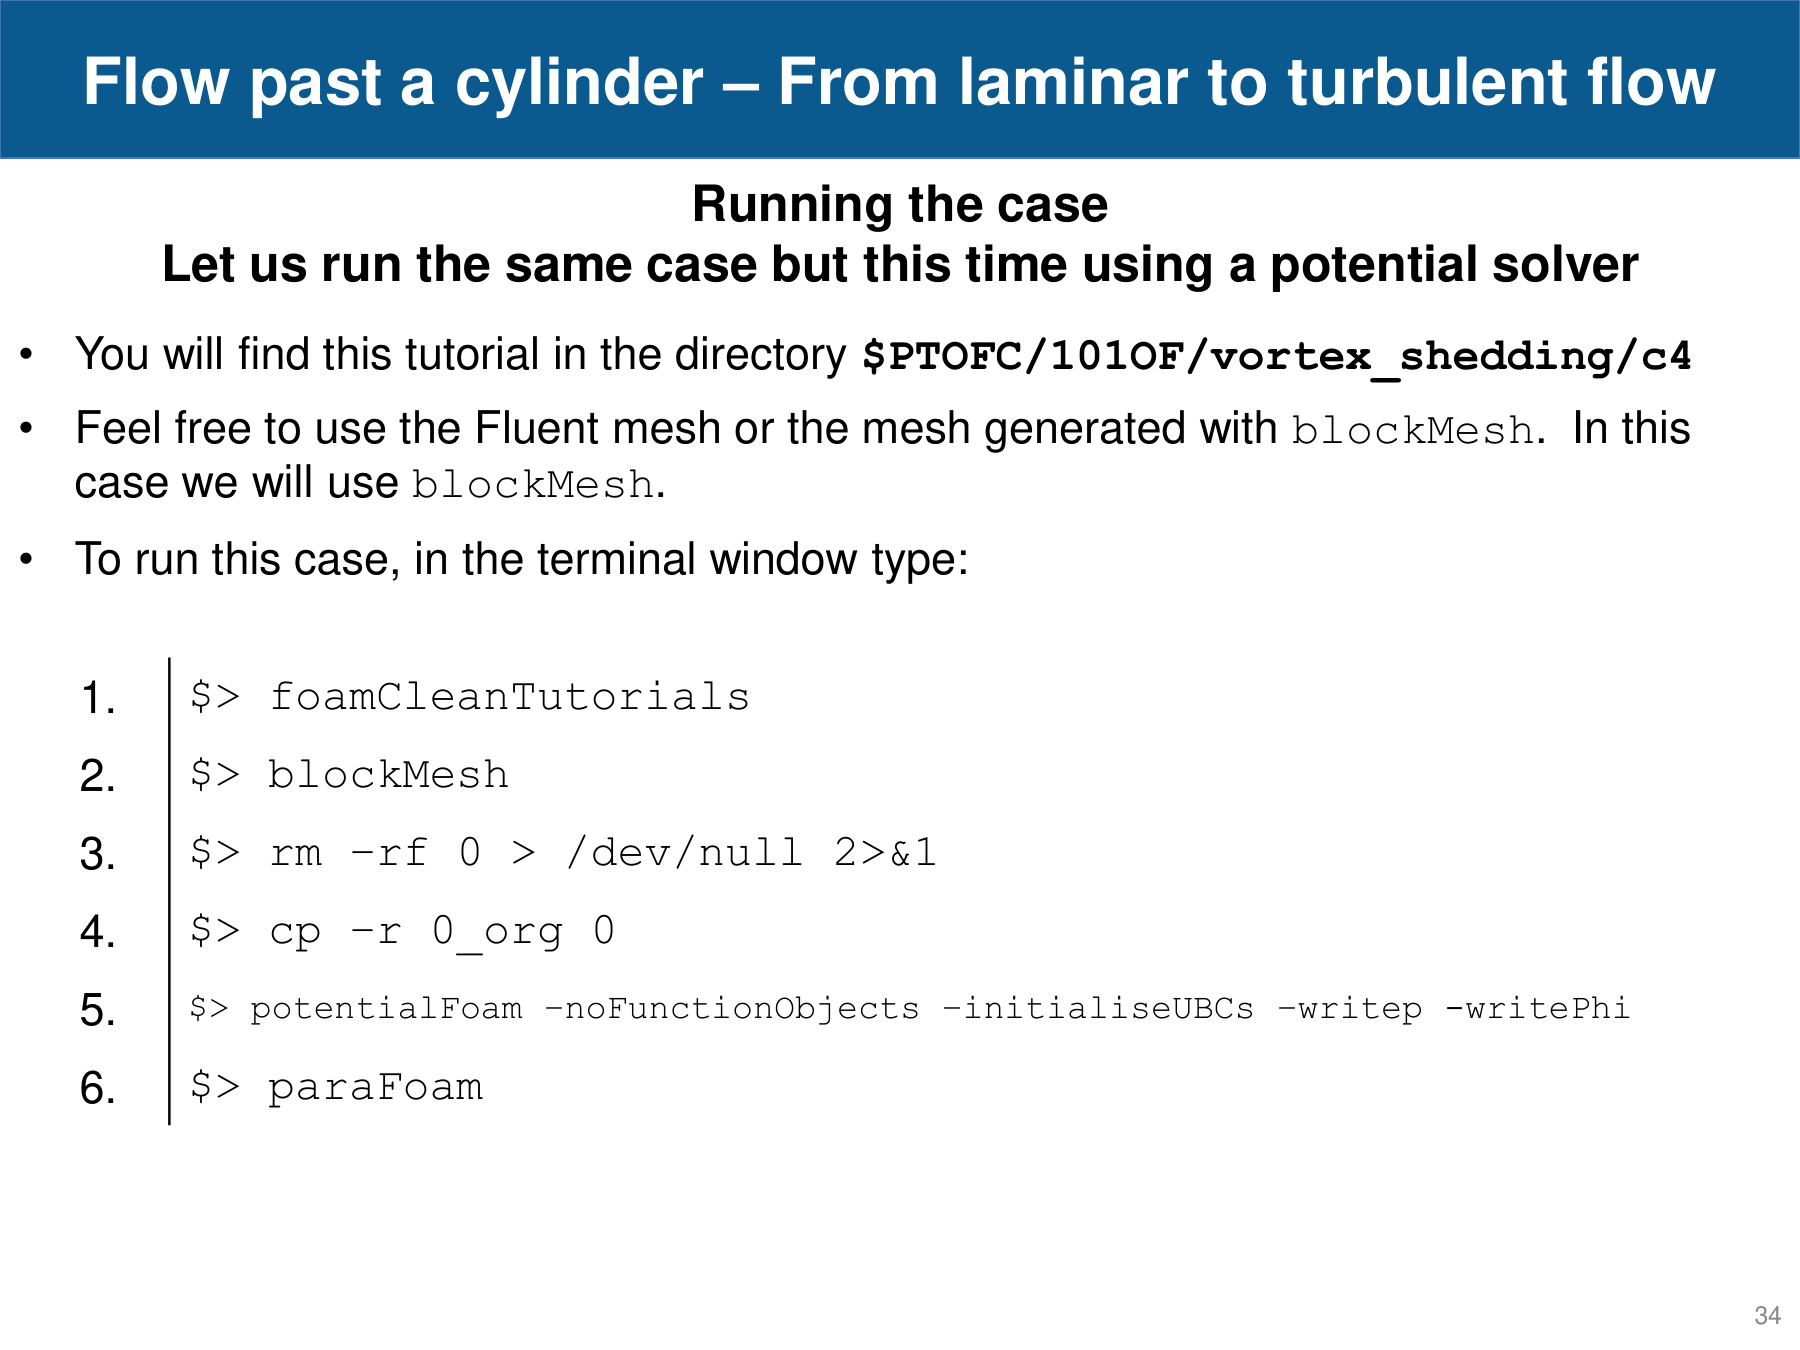 Flow past a cylinder – From laminar to turbulent flow
Running the case
Let us run the same case but this time using a potential solver
• You will find this tutorial in the directory $PTOFC/101OF/vortex_shedding/c4
• Feel free to use the Fluent mesh or the mesh generated with blockMesh. In this
case we will use blockMesh.
• To run this case, in the terminal window type:
1. $> foamCleanTutorials
2. $> blockMesh
3. $> rm –rf 0 > /dev/null 2>&1
4. $> cp –r 0_org 0
5. $> potentialFoam –noFunctionObjects –initialiseUBCs –writep -writePhi
6. $> paraFoam
34